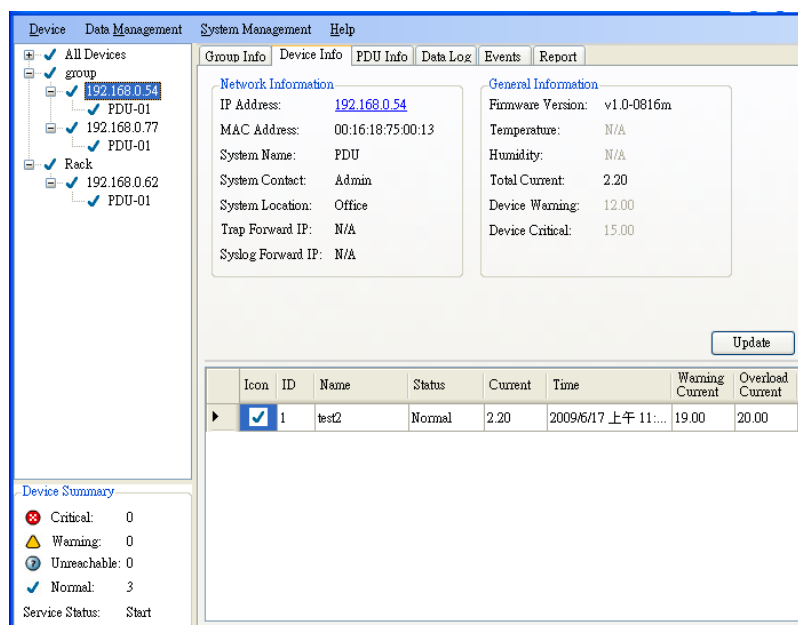 Device Data Management System Management Help
All Devices
group
192.168.0.54
PDU-01
192.168.0.77
PDU-01
Rack
192.168.0.62
PDU-01
Group Info Device Info PDU Info Data Log Events Report
Network Information
IP Address: 192.168.0.54
MAC Address: 00:16:18:75:00:13
System Name: PDU
System Contact: Admin
System Location: Office
Trap Forward IP: N/A
Syslog Forward IP: N/A
General Information
Firmware Version: v1.0-0816m
Temperature: N/A
Humidity: N/A
Total Current: 2.20
Device Warning: 12.00
Device Critical: 15.00
Update
Icon ID Name Status Current Time Warning Current Overload Current
1 test2 Normal 2.20 2009/6/17 上午 11:... 19.00 20.00
Device Summary
Critical: 0
Warning: 0
Unreachable: 0
Normal: 3
Service Status: Start